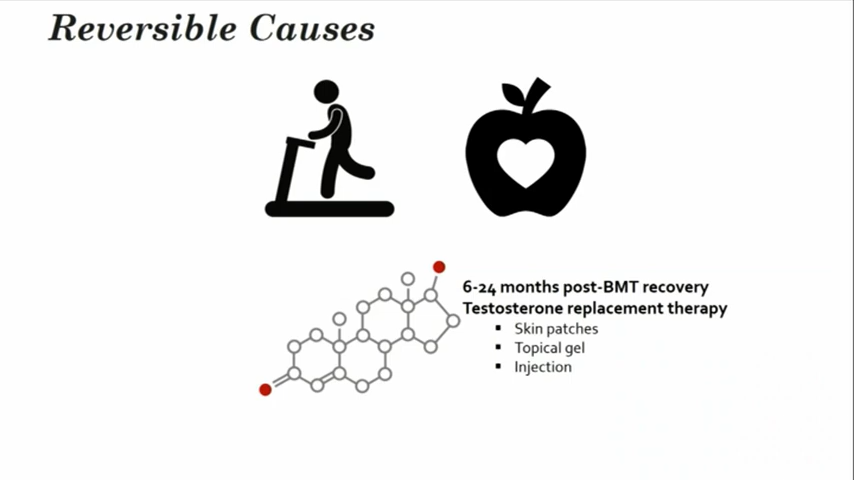 Reversible Causes
6-24 months post-BMT recovery
Testosterone replacement therapy
▪ Skin patches
▪ Topical gel
▪ Injection